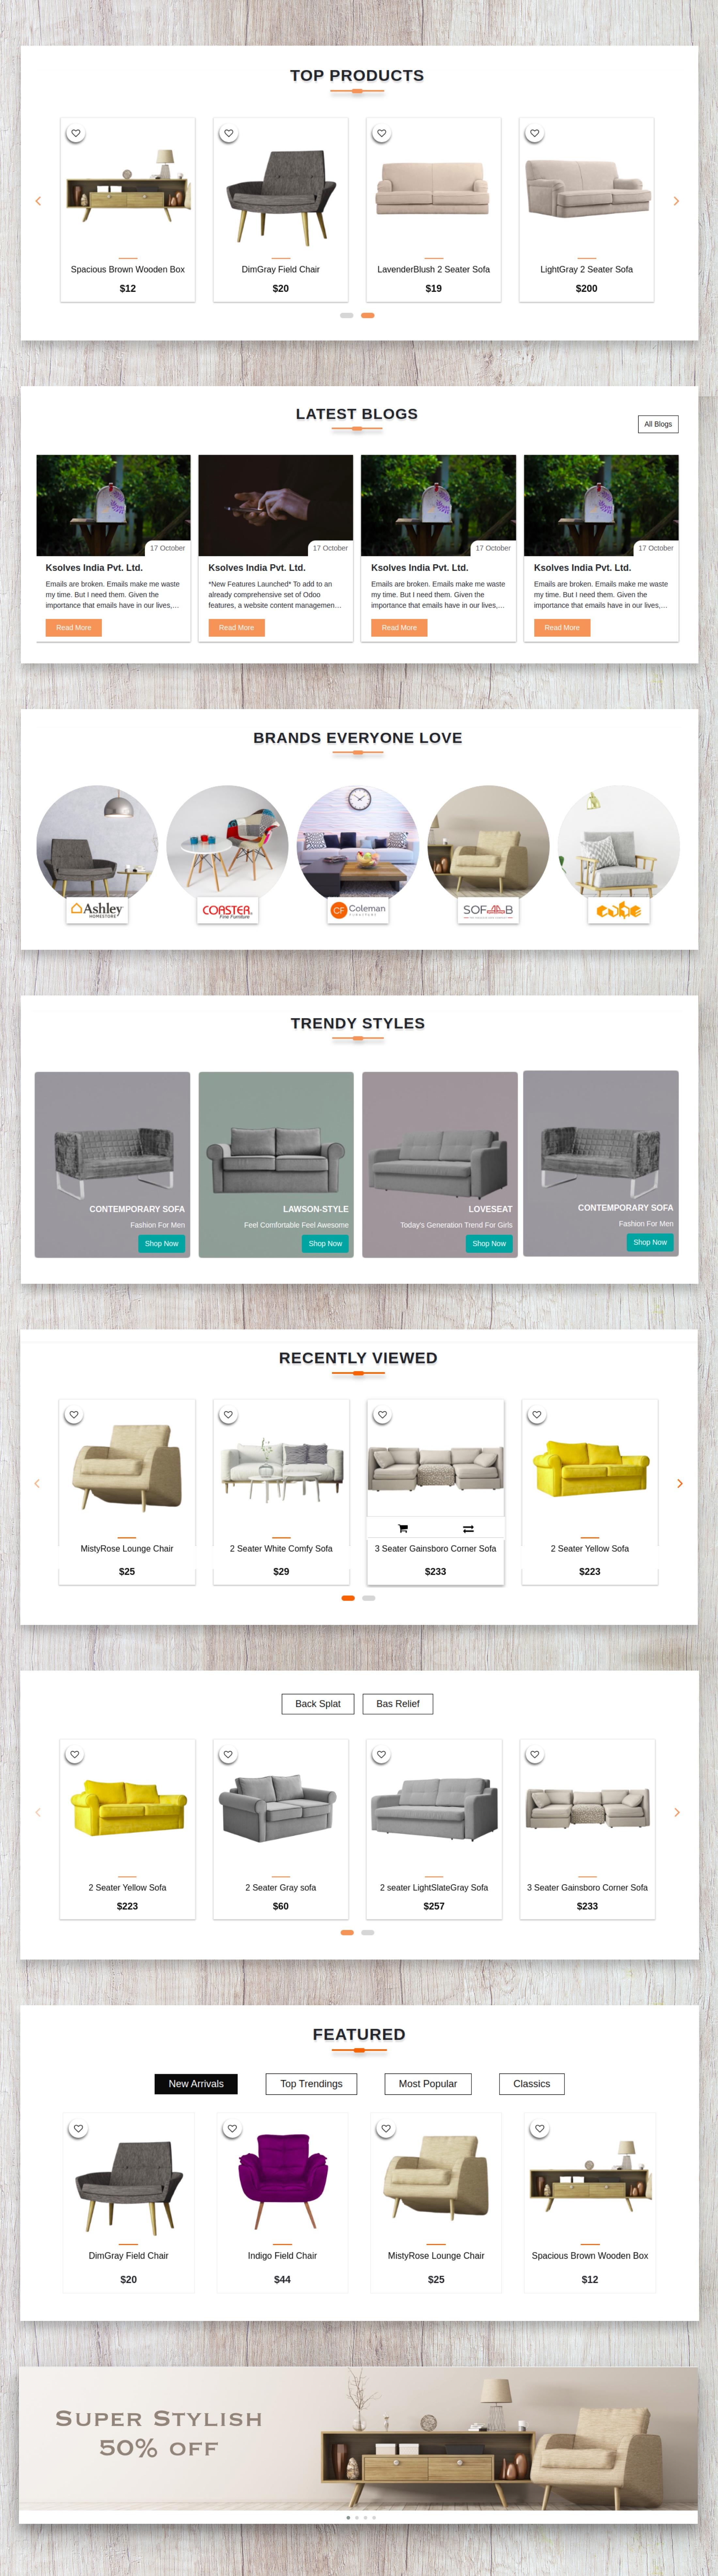 TOP PRODUCTS
Spacious Brown Wooden Box
$12
DimGray Field Chair
$20
LavenderBlush 2 Seater Sofa
$19
LightGray 2 Seater Sofa
$200
LATEST BLOGS
All Blogs
17 October
Ksolves India Pvt. Ltd.
Emails are broken. Emails make me waste
my time. But I need them. Given the
importance that emails have in our lives,...
Read More
17 October
Ksolves India Pvt. Ltd.
*New Features Launched* To add to an
already comprehensive set of Odoo
features, a website content managemen...
Read More
17 October
Ksolves India Pvt. Ltd.
Emails are broken. Emails make me waste
my time. But I need them. Given the
importance that emails have in our lives,...
Read More
17 October
Ksolves India Pvt. Ltd.
Emails are broken. Emails make me waste
my time. But I need them. Given the
importance that emails have in our lives,...
Read More
BRANDS EVERYONE LOVE
Ashley
HOMESTORE
COASTER.
Fine Furniture
CF Coleman
FURNITURE
SOFALAB
cube
TRENDY STYLES
CONTEMPORARY SOFA
Fashion For Men
Shop Now
LAWSON-STYLE
Feel Comfortable Feel Awesome
Shop Now
LOVESEAT
Today's Generation Trend For Girls
Shop Now
CONTEMPORARY SOFA
Fashion For Men
Shop Now
RECENTLY VIEWED
MistyRose Lounge Chair
$25
2 Seater White Comfy Sofa
$29
3 Seater Gainsboro Corner Sofa
$233
2 Seater Yellow Sofa
$223
Back Splat
Bas Relief
2 Seater Yellow Sofa
$223
2 Seater Gray sofa
$60
2 seater LightSlateGray Sofa
$257
3 Seater Gainsboro Corner Sofa
$233
FEATURED
New Arrivals
Top Trendings
Most Popular
Classics
DimGray Field Chair
$20
Indigo Field Chair
$44
MistyRose Lounge Chair
$25
Spacious Brown Wooden Box
$12
SUPER STYLISH
50% OFF